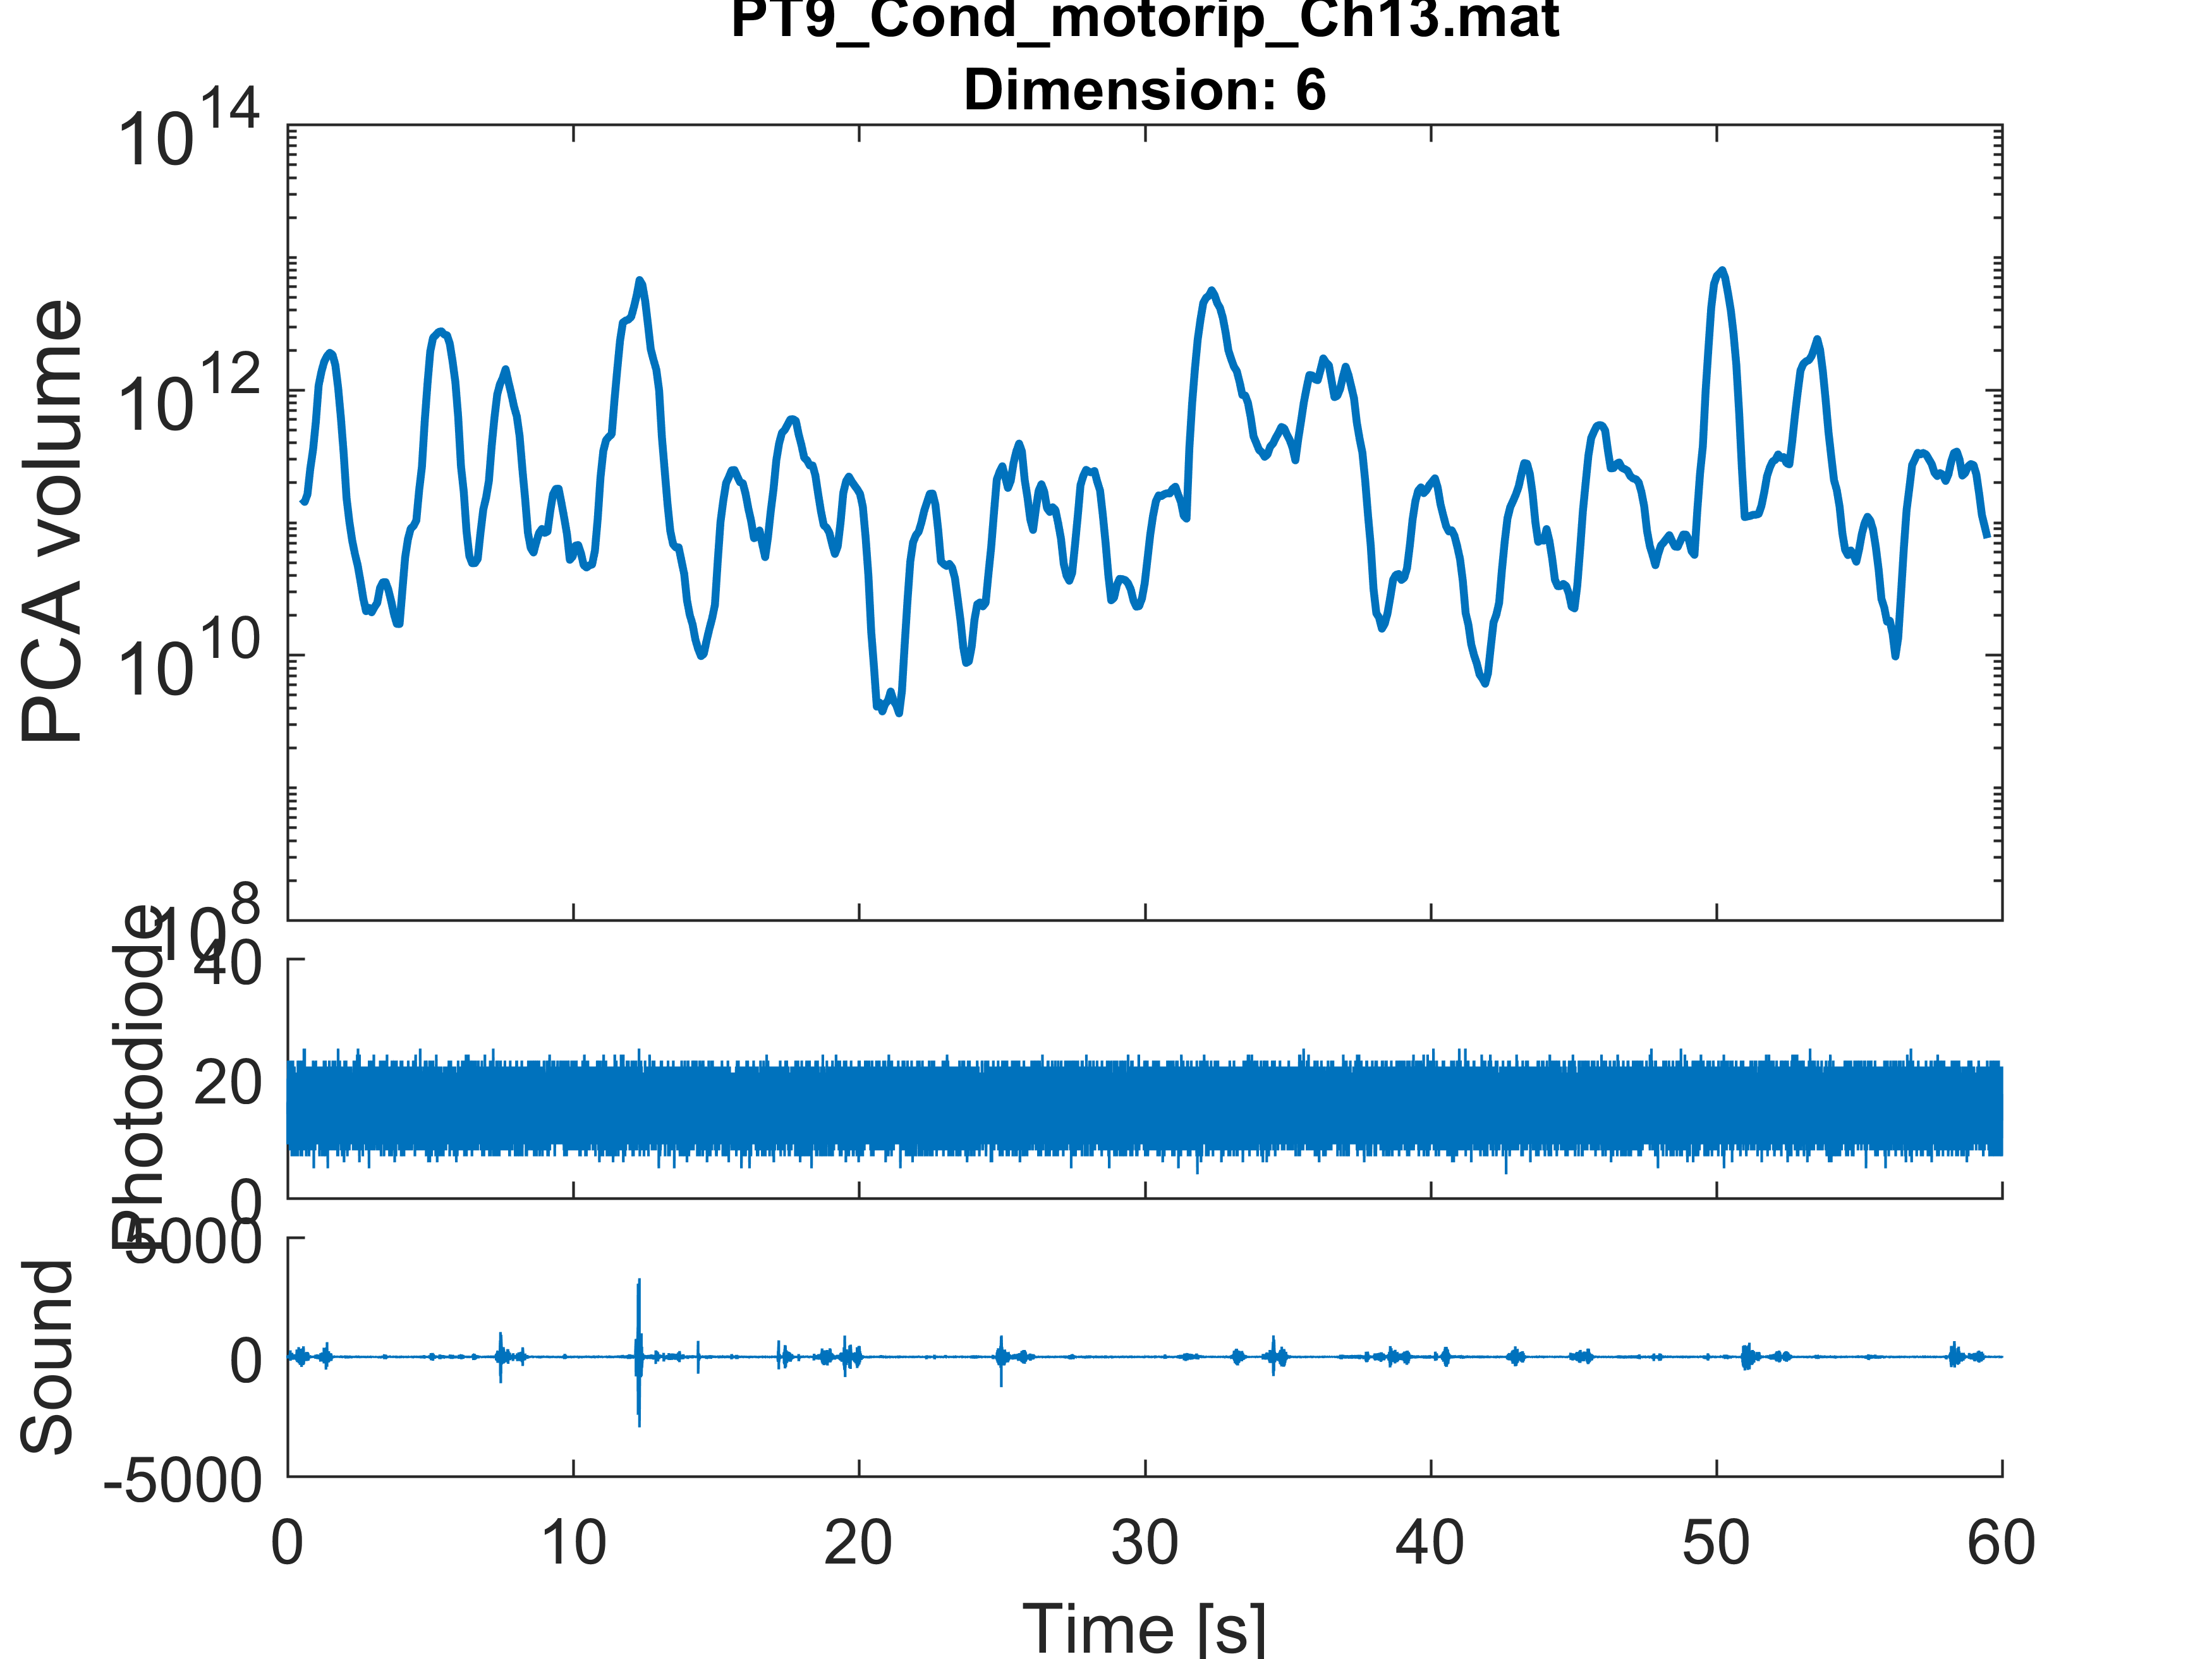 PT9_Cond_motorip_Ch13.mat
Dimension: 6
10^14
10^12
10^10
10^8
PCA volume
40
20
0
Photodiode
5000
0
-5000
Sound
0 10 20 30 40 50 60
Time [s]